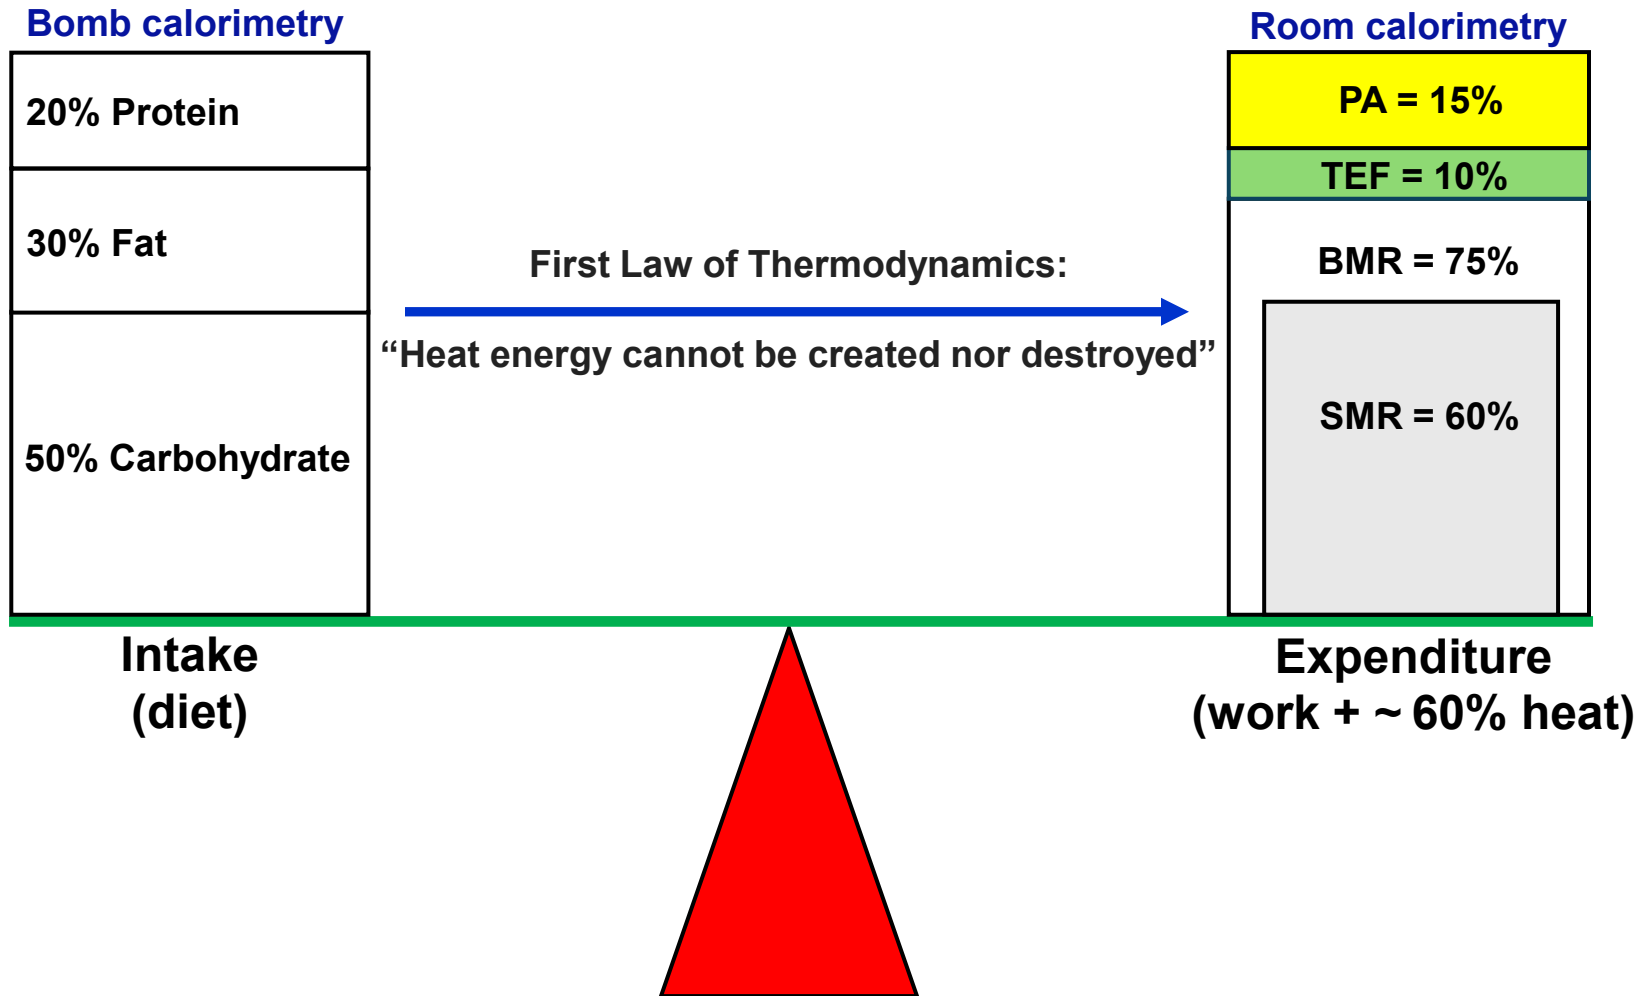 Bomb calorimetry
20% Protein
30% Fat
50% Carbohydrate
Intake
(diet)
First Law of Thermodynamics:
“Heat energy cannot be created nor destroyed”
Room calorimetry
PA = 15%
TEF = 10%
BMR = 75%
SMR = 60%
Expenditure
(work + ~ 60% heat)